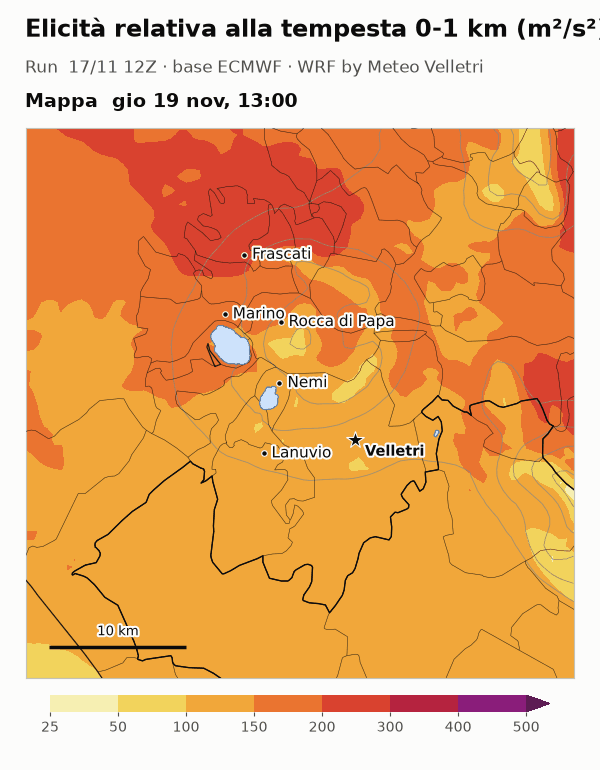 Elicità relativa alla tempesta 0-1 km (m²/s²)
Run 17/11 12Z · base ECMWF · WRF by Meteo Velletri
Mappa gio 19 nov, 13:00
Frascati
Marino
Rocca di Papa
Nemi
Velletri
Lanuvio
10 km
25 50 100 150 200 300 400 500